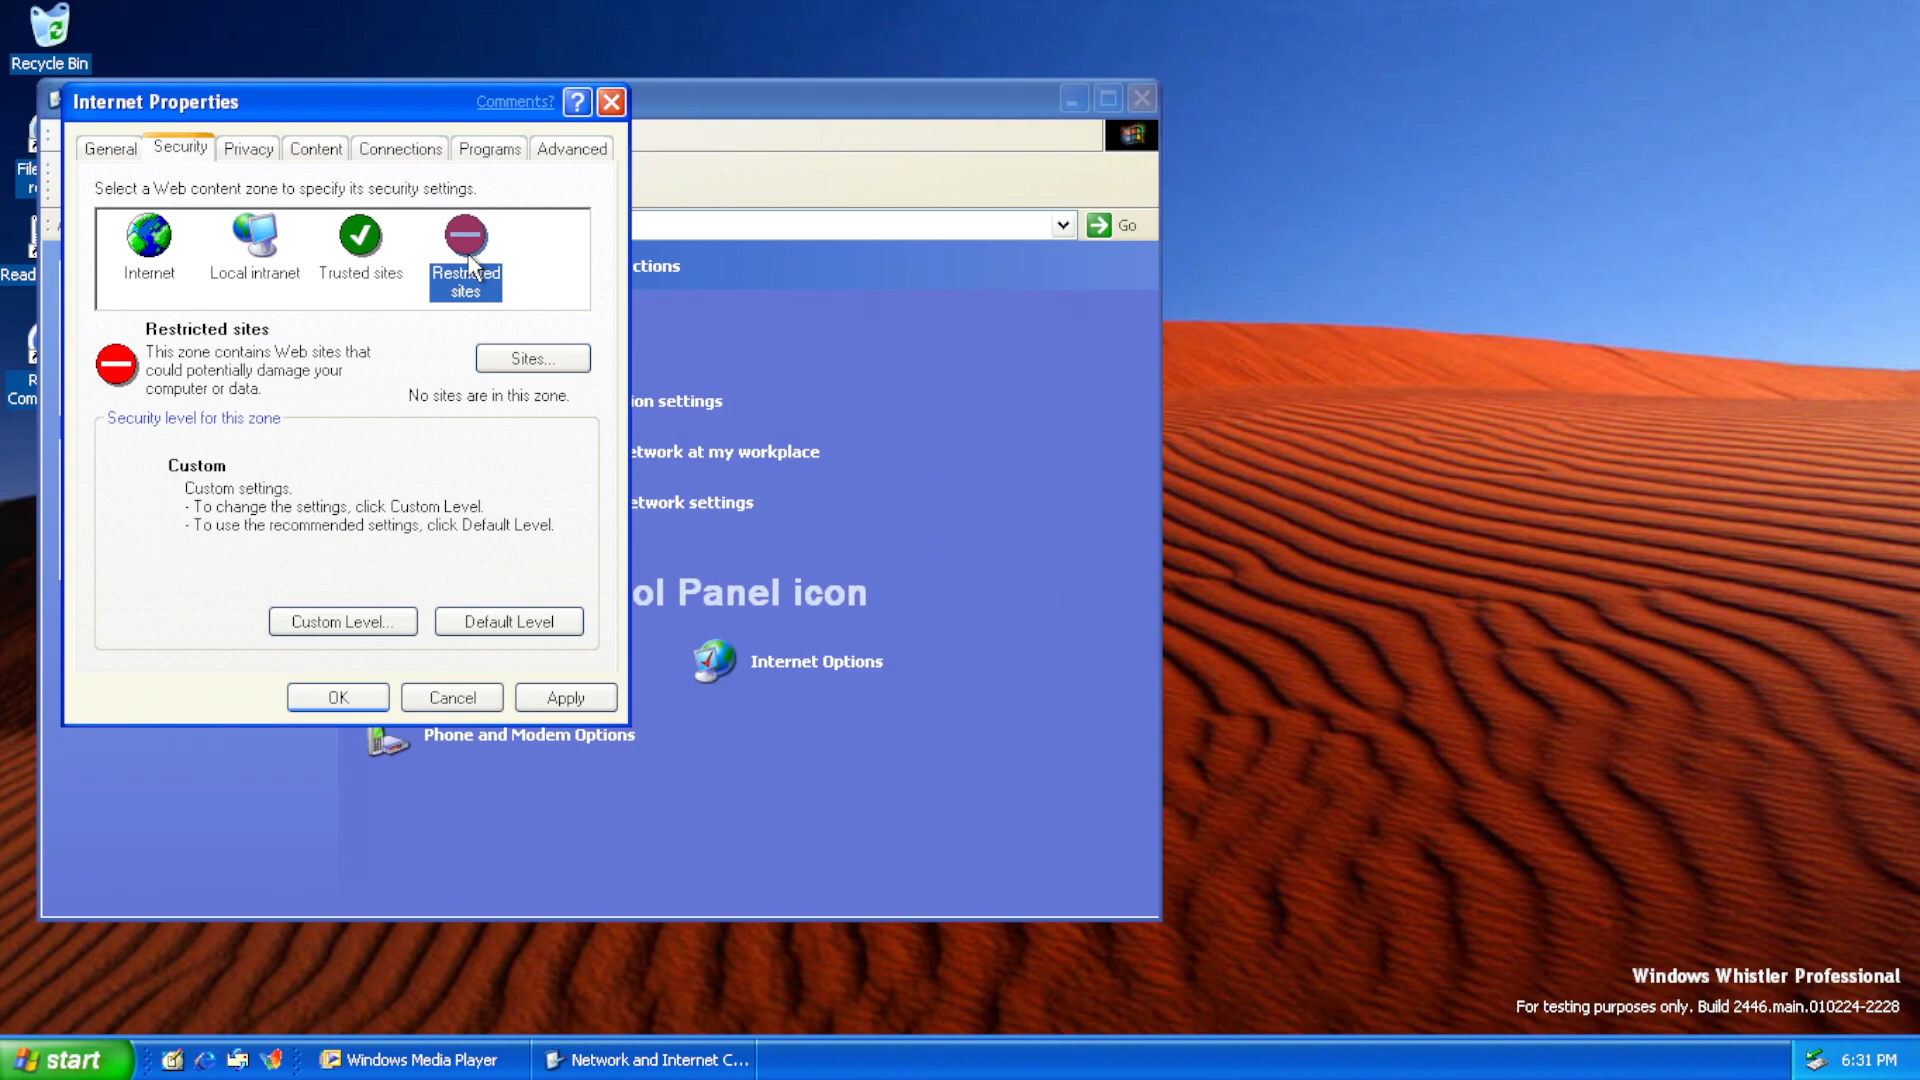 Recycle Bin
Internet Properties
Comments?
General
Security
Privacy
Content
Connections
Programs
Advanced
Select a Web content zone to specify its security settings.
Internet
Local intranet
Trusted sites
Restricted
sites
Go
File
Read
Com
ctions
Restricted sites
This zone contains Web sites that
could potentially damage your
computer or data.
Sites...
No sites are in this zone.
ion settings
Security level for this zone
etwork at my workplace
Custom
Custom settings.
- To change the settings, click Custom Level.
- To use the recommended settings, click Default Level.
etwork settings
ol Panel icon
Custom Level...
Default Level
Internet Options
OK
Cancel
Apply
Phone and Modem Options
Windows Whistler Professional
For testing purposes only. Build 2446.main.010224-2228
start
Windows Media Player
Network and Internet C...
6:31 PM